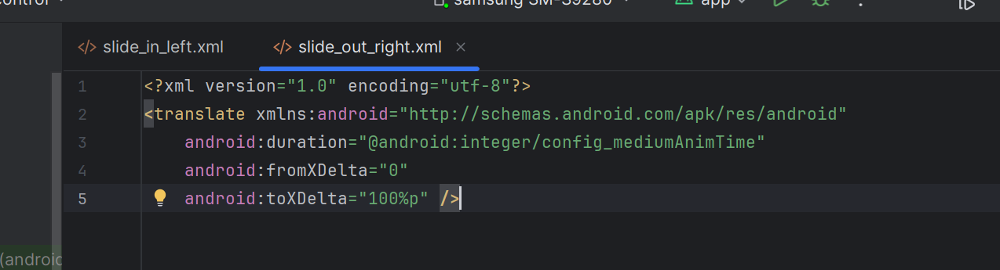 samsung SM-S9280 app
slide_in_left.xml slide_out_right.xml
1 <?xml version="1.0" encoding="utf-8"?>
2 <translate xmlns:android="http://schemas.android.com/apk/res/android"
3 android:duration="@android:integer/config_mediumAnimTime"
4 android:fromXDelta="0"
5 android:toXDelta="100%p" />
(android